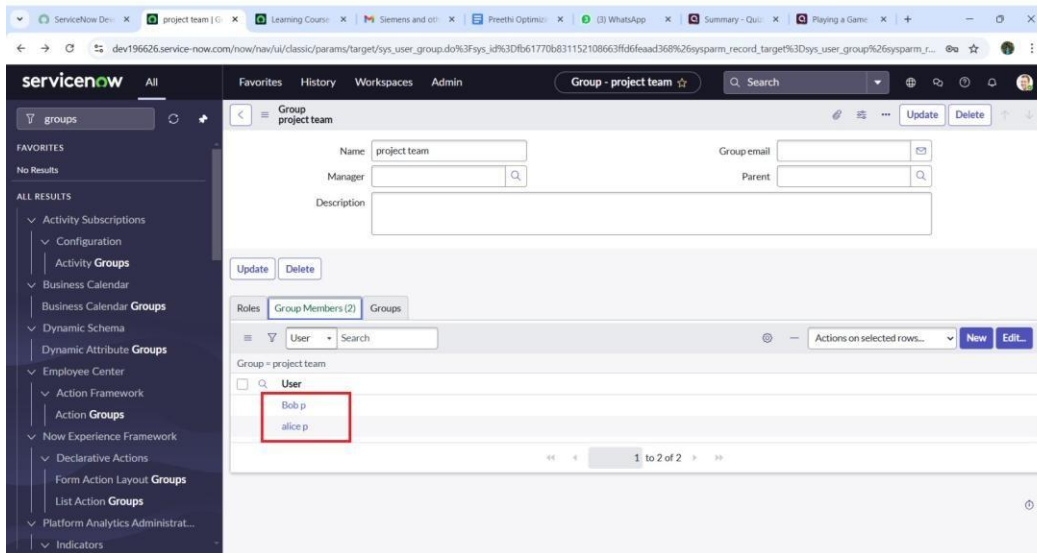 ServiceNow Dev
project team | G
Learning Course
Siemens and oth
Preethi Optimiz
(3) WhatsApp
Summary - Quiz
Playing a Game
dev196626.service-now.com/now/nav/ui/classic/params/target/sys_user_group.do%3Fsys_id%3Dfb61770b831152108663ffd6feaad368%26sysparm_record_target%3Dsys_user_group%26sysparm_r...
servicenow All Favorites History Workspaces Admin Group - project team Search
groups
Group
project team
... Update Delete
FAVORITES
No Results
ALL RESULTS
Activity Subscriptions
Configuration
Activity Groups
Business Calendar
Business Calendar Groups
Dynamic Schema
Dynamic Attribute Groups
Employee Center
Action Framework
Action Groups
Now Experience Framework
Declarative Actions
Form Action Layout Groups
List Action Groups
Platform Analytics Administrat...
Indicators
Name project team Group email
Manager Parent
Description
Update Delete
Roles Group Members (2) Groups
User Search Actions on selected rows... New Edit...
Group = project team
User
Bob p
alice p
1 to 2 of 2